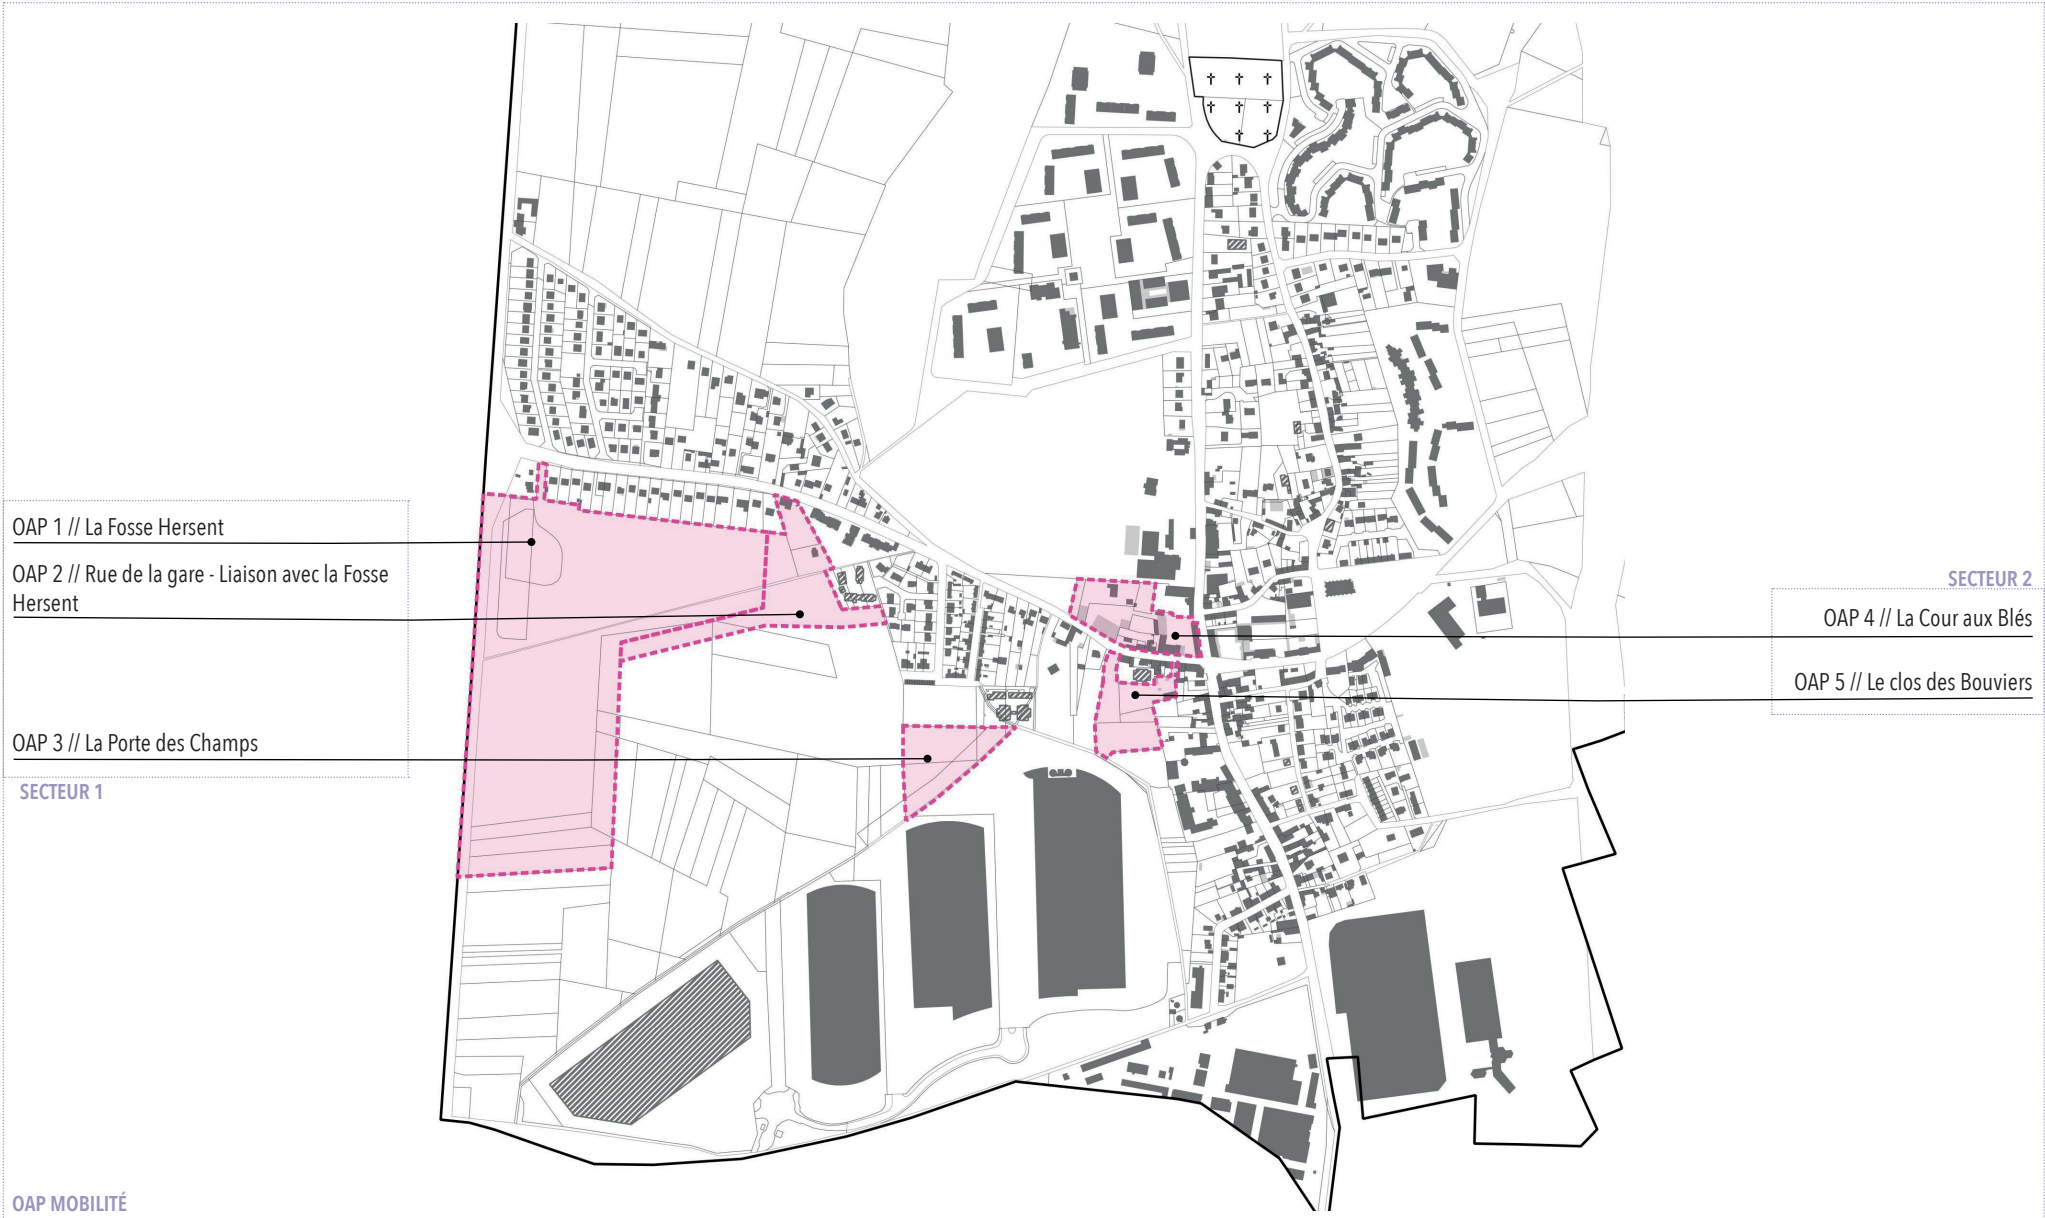 OAP 1 // La Fosse Hersent
OAP 2 // Rue de la gare - Liaison avec la Fosse
Hersent
OAP 3 // La Porte des Champs
SECTEUR 1
SECTEUR 2
OAP 4 // La Cour aux Blés
OAP 5 // Le clos des Bouviers
OAP MOBILITÉ